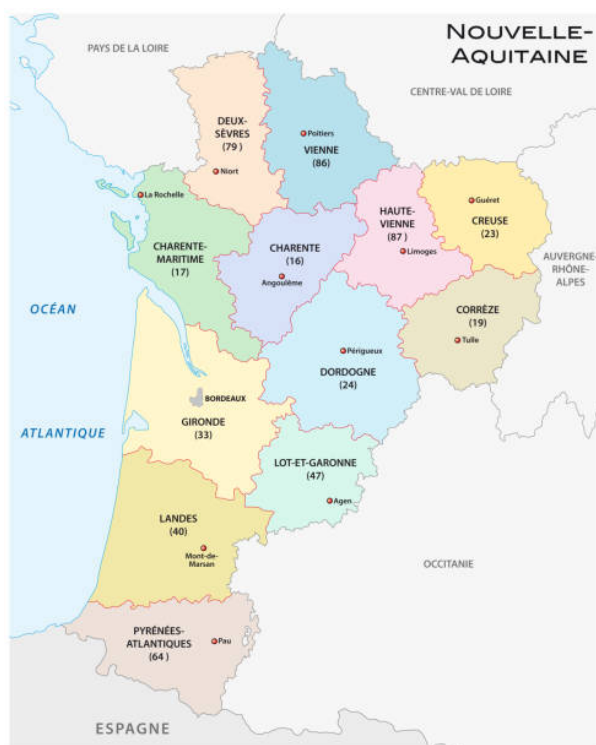 NOUVELLE-
AQUITAINE
PAYS DE LA LOIRE
CENTRE-VAL DE LOIRE
DEUX-
SÈVRES
(79 )
Niort
Poitiers
VIENNE
(86)
La Rochelle
CHARENTE-
MARITIME
(17)
CHARENTE
(16)
Angoulême
HAUTE-
VIENNE
(87 )
Limoges
Guéret
CREUSE
(23)
AUVERGNE-
RHÔNE-
ALPES
OCÉAN
ATLANTIQUE
CORRÈZE
(19)
Tulle
Périgueux
DORDOGNE
(24)
BORDEAUX
GIRONDE
(33)
LOT-ET-GARONNE
(47)
Agen
LANDES
(40)
Mont-de-
Marsan
OCCITANIE
PYRÉNÉES-
ATLANTIQUES
(64 )
Pau
ESPAGNE